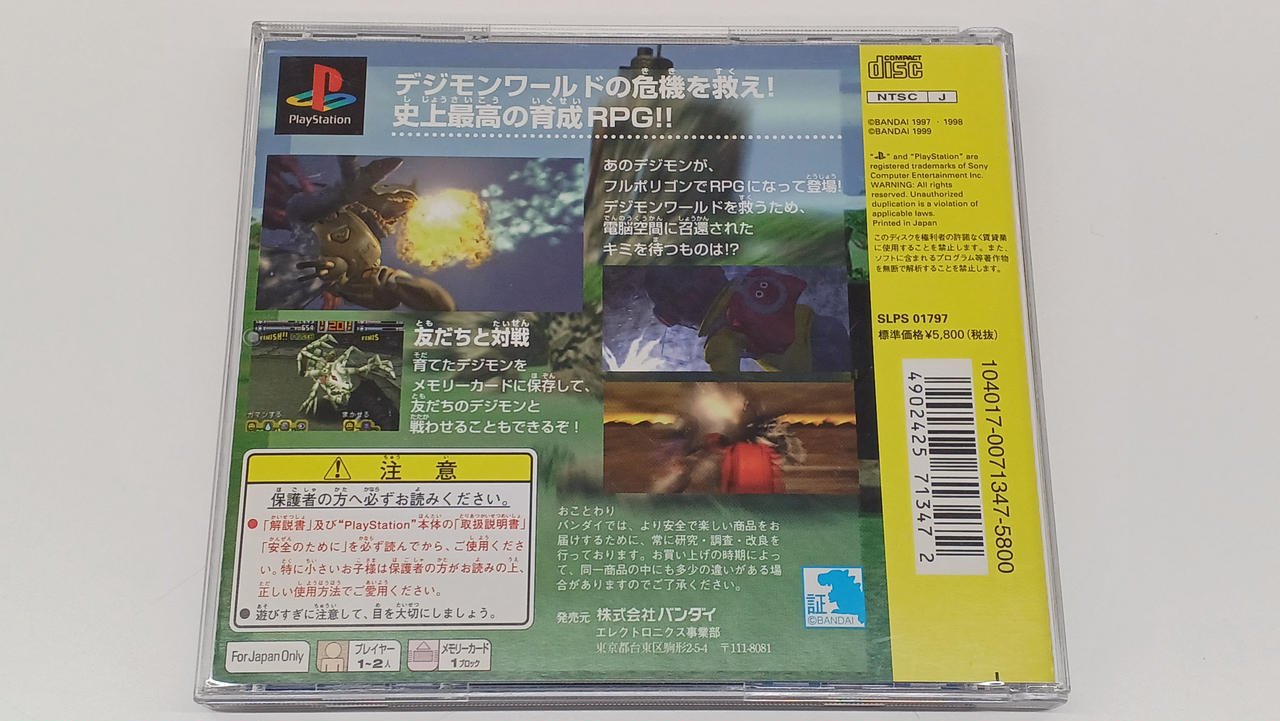 PlayStation
デジモンワールドの危機を救え!
史上最高の育成RPG!!
あのデジモンが、
フルポリゴンでRPGになって登場!
デジモンワールドを救うため、
電脳空間に召還された
キミを待つものは!?
友だちと対戦
育てたデジモンを
メモリーカードに保存して、
友だちのデジモンと
戦わせることもできるぞ!
20
FINISH!!
ガマンする
まかせる
注意
保護者の方へ必ずお読みください。
●「解説書」及び“PlayStation”本体の「取扱説明書」
「安全のために」を必ず読んでから、ご使用くださ
い。特に小さいお子様は保護者の方がお読みの上、
正しい使用方法でご愛用ください。
●遊びすぎに注意して、目を大切にしましょう。
For Japan Only
プレイヤー
1~2人
メモリーカード
1ブロック
おことわり
バンダイでは、より安全で楽しい商品をお
届けするために、常に研究・調査・改良を
行っております。お買い上げの時期によっ
て、同一商品の中にも多少の違いがある場
合がありますのでご了承ください。
発売元 株式会社バンダイ
エレクトロニクス事業部
東京都台東区駒形2-5-4 〒111-8081
証
©BANDAI
COMPACT
disc
NTSC J
©BANDAI 1997・1998
©BANDAI 1999
" " and "PlayStation" are
registered trademarks of Sony
Computer Entertainment Inc.
WARNING: All rights
reserved. Unauthorized
duplication is a violation of
applicable laws.
Printed in Japan
このディスクを権利者の許諾なく賃貸業
に使用することを禁止します。また、
ソフトに含まれるプログラム等著作物
を無断で解析することを禁止します。
SLPS 01797
標準価格¥5,800(税抜)
104017-0071347-5800
4902425 71347 2